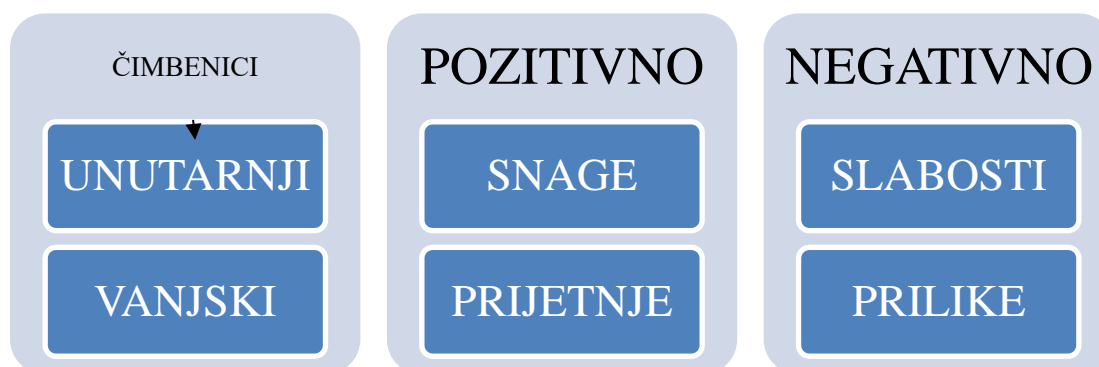 ČIMBENICI
UNUTARNJI
VANJSKI
POZITIVNO
SNAGE
PRIJETNJE
NEGATIVNO
SLABOSTI
PRILIKE